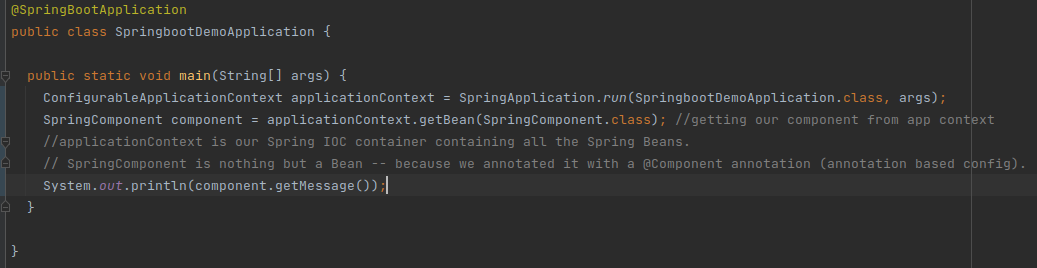 @SpringBootApplication
public class SpringbootDemoApplication {
public static void main(String[] args) {
ConfigurableApplicationContext applicationContext = SpringApplication.run(SpringbootDemoApplication.class, args);
SpringComponent component = applicationContext.getBean(SpringComponent.class); //getting our component from app context
//applicationContext is our Spring IOC container containing all the Spring Beans.
// SpringComponent is nothing but a Bean -- because we annotated it with a @Component annotation (annotation based config).
System.out.println(component.getMessage());
}
}